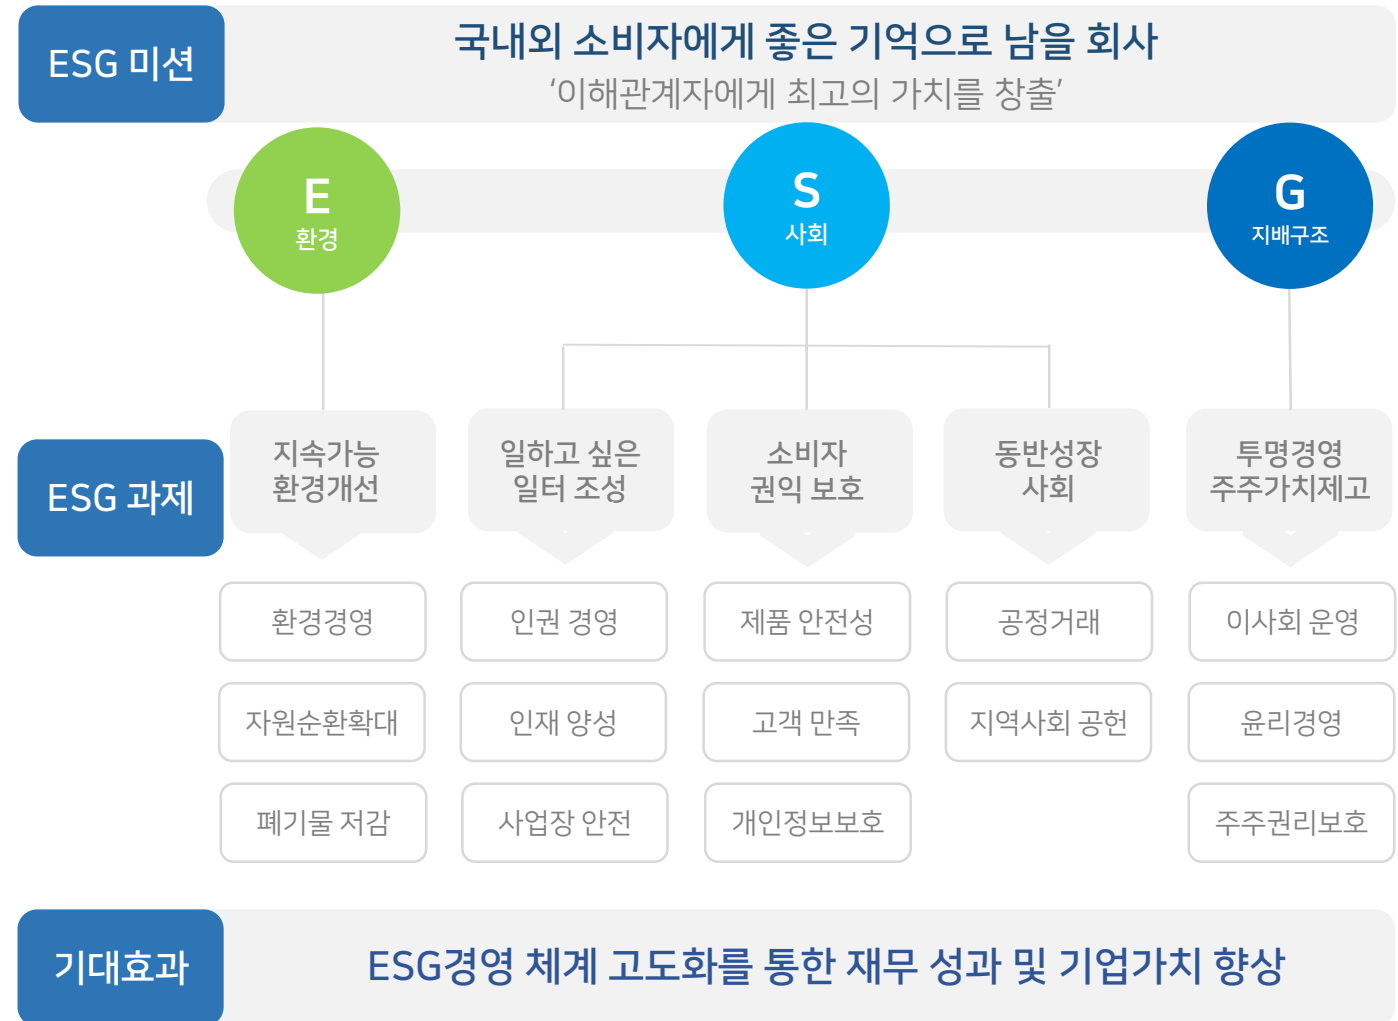 ESG 미션
국내외 소비자에게 좋은 기억으로 남을 회사
‘이해관계자에게 최고의 가치를 창출’
E
환경
S
사회
G
지배구조
ESG 과제
지속가능
환경개선
일하고 싶은
일터 조성
소비자
권익 보호
동반성장
사회
투명경영
주주가치제고
환경경영
인권 경영
제품 안전성
공정거래
이사회 운영
자원순환확대
인재 양성
고객 만족
지역사회 공헌
윤리경영
폐기물 저감
사업장 안전
개인정보보호
주주권리보호
기대효과
ESG경영 체계 고도화를 통한 재무 성과 및 기업가치 향상